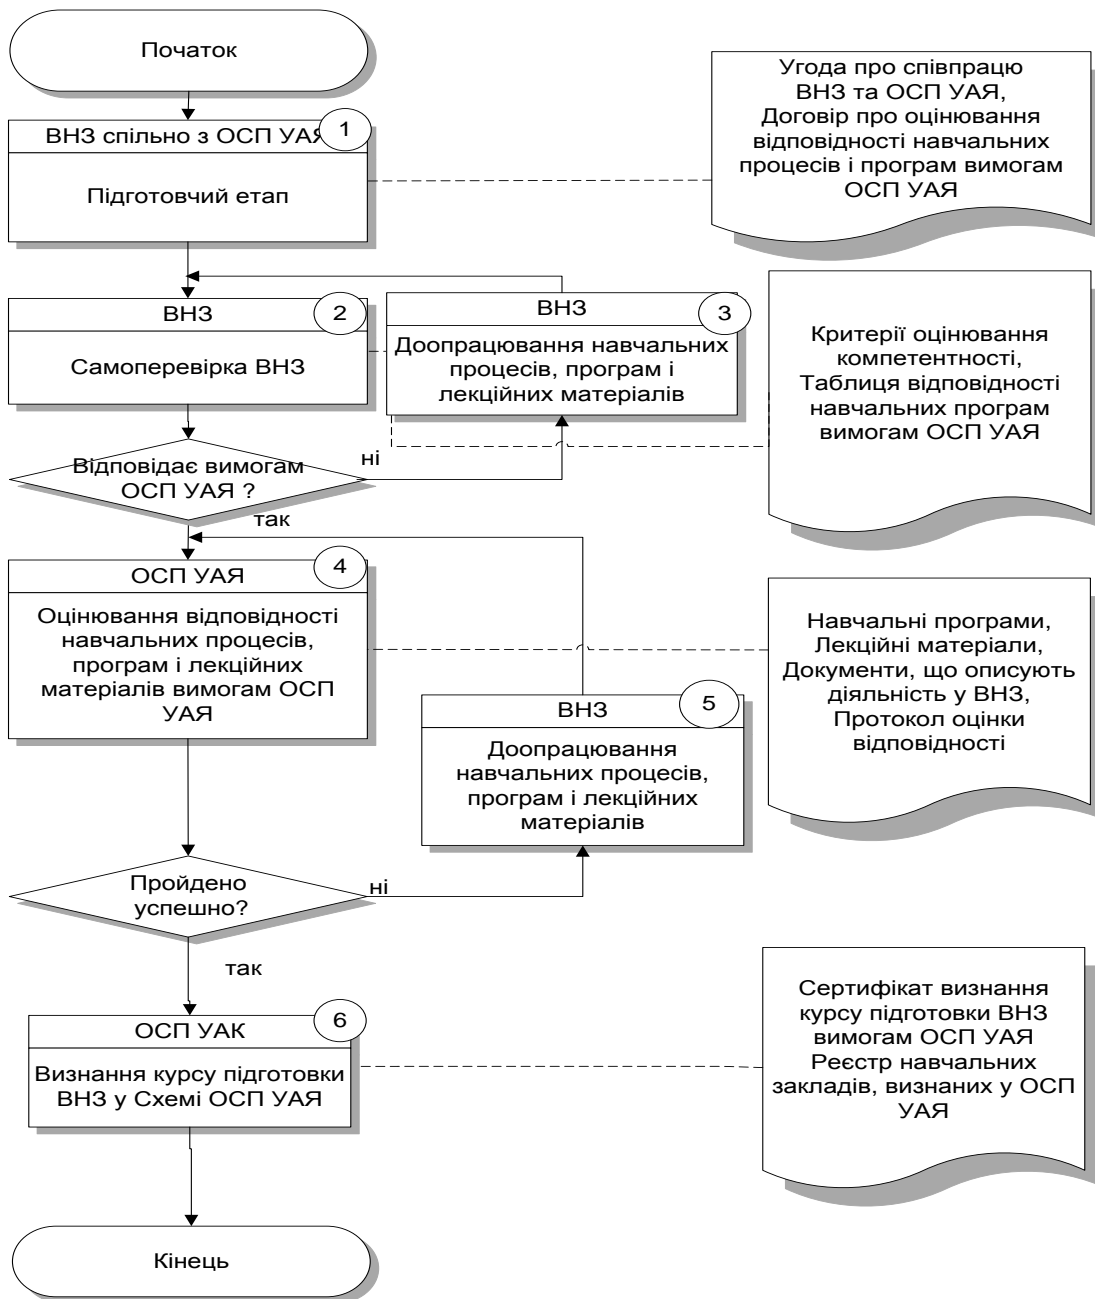 Початок
ВНЗ спільно з ОСП УАЯ
1
Підготовчий етап
Угода про співпрацю
ВНЗ та ОСП УАЯ,
Договір про оцінювання
відповідності навчальних
процесів і програм вимогам
ОСП УАЯ
ВНЗ
2
Самоперевірка ВНЗ
ВНЗ
3
Доопрацювання навчальних
процесів, програм і
лекційних матеріалів
Критерії оцінювання
компетентності,
Таблиця відповідності
навчальних програм
вимогам ОСП УАЯ
Відповідає вимогам
ОСП УАЯ ?
ні
так
ОСП УАЯ
4
Оцінювання відповідності
навчальних процесів,
програм і лекційних
матеріалів вимогам ОСП
УАЯ
Навчальні програми,
Лекційні матеріали,
Документи, що описують
діяльність у ВНЗ,
Протокол оцінки
відповідності
ВНЗ
5
Доопрацювання
навчальних процесів,
програм і лекційних
матеріалів
Пройдено
успешно?
ні
так
ОСП УАК
6
Визнання курсу підготовки
ВНЗ у Схемі ОСП УАЯ
Сертифікат визнання
курсу підготовки ВНЗ
вимогам ОСП УАЯ
Реєстр навчальних
закладів, визнаних у ОСП
УАЯ
Кінець